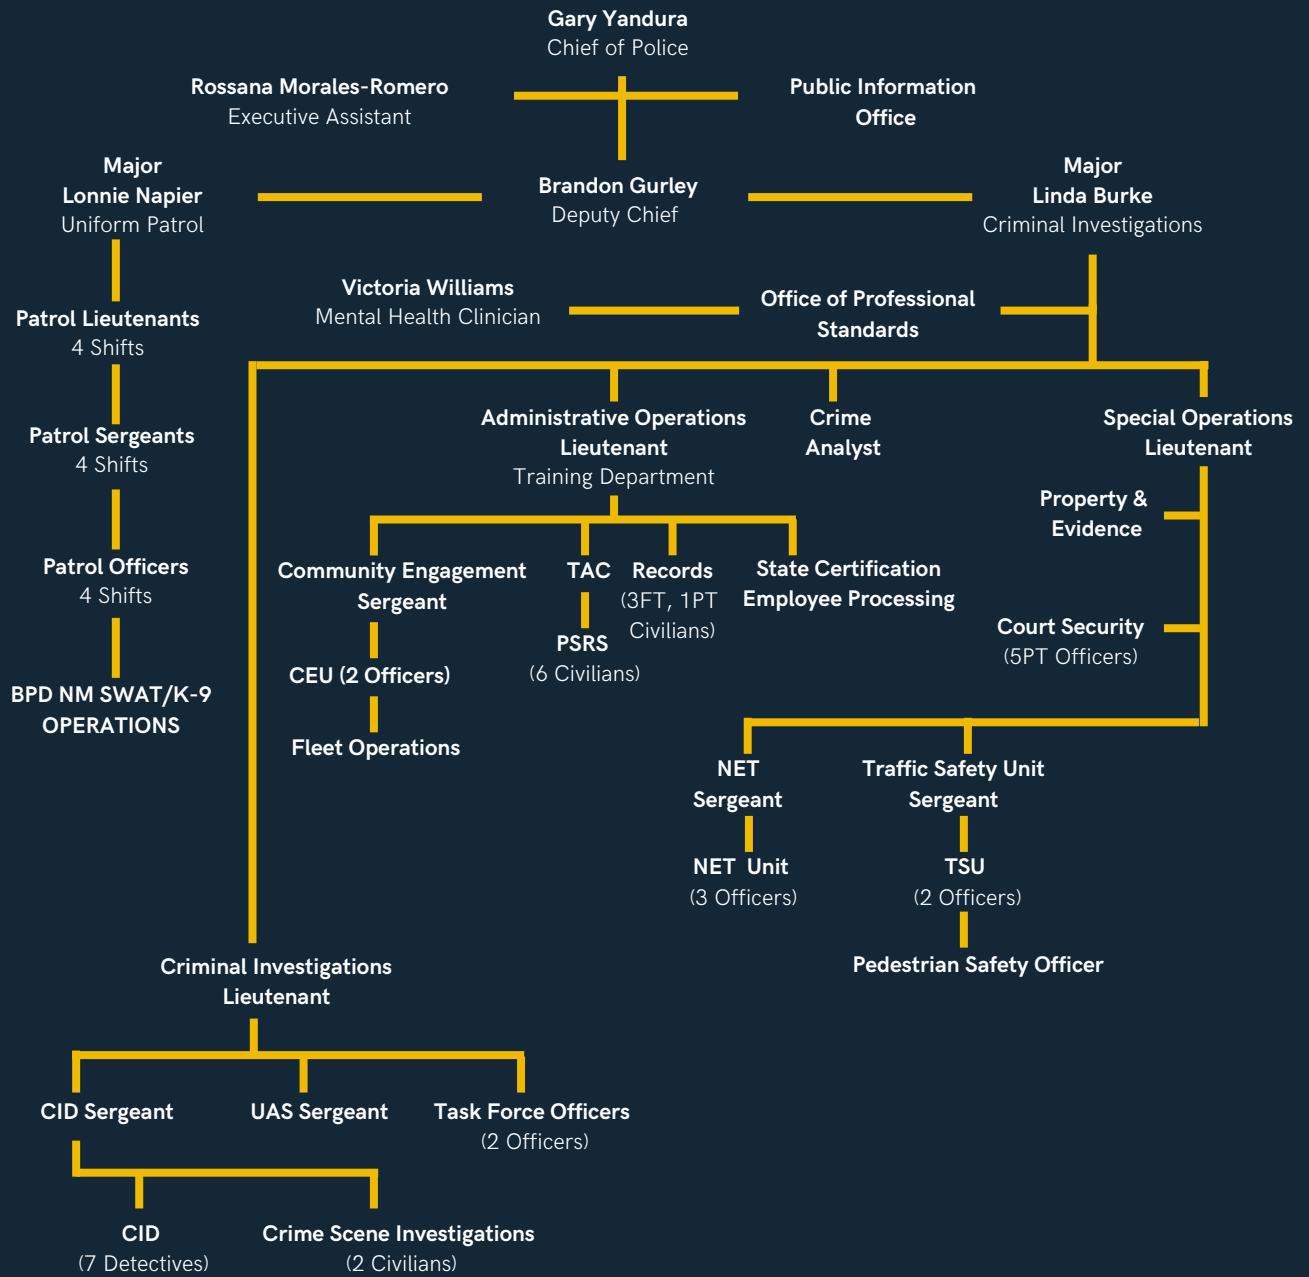 Gary Yandura
Chief of Police
Rossana Morales-Romero
Executive Assistant
Public Information
Office
Major
Lonnie Napier
Uniform Patrol
Brandon Gurley
Deputy Chief
Major
Linda Burke
Criminal Investigations
Victoria Williams
Mental Health Clinician
Office of Professional
Standards
Patrol Lieutenants
4 Shifts
Patrol Sergeants
4 Shifts
Patrol Officers
4 Shifts
BPD NM SWAT/K-9
OPERATIONS
Administrative Operations
Lieutenant
Training Department
Crime
Analyst
Special Operations
Lieutenant
Property &
Evidence
Court Security
(5PT Officers)
Community Engagement
Sergeant
CEU (2 Officers)
Fleet Operations
TAC
PSRS
(6 Civilians)
Records
(3FT, 1PT
Civilians)
State Certification
Employee Processing
NET
Sergeant
NET Unit
(3 Officers)
Traffic Safety Unit
Sergeant
TSU
(2 Officers)
Pedestrian Safety Officer
Criminal Investigations
Lieutenant
CID Sergeant
UAS Sergeant
Task Force Officers
(2 Officers)
CID
(7 Detectives)
Crime Scene Investigations
(2 Civilians)